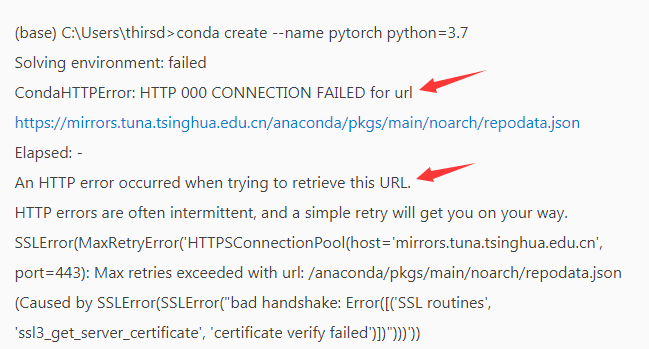 (base) C:\Users\thirsd>conda create --name pytorch python=3.7
Solving environment: failed
CondaHTTPError: HTTP 000 CONNECTION FAILED for url
https://mirrors.tuna.tsinghua.edu.cn/anaconda/pkgs/main/noarch/repodata.json
Elapsed: -
An HTTP error occurred when trying to retrieve this URL.
HTTP errors are often intermittent, and a simple retry will get you on your way.
SSLError(MaxRetryError('HTTPSConnectionPool(host='mirrors.tuna.tsinghua.edu.cn',
port=443): Max retries exceeded with url: /anaconda/pkgs/main/noarch/repodata.json
(Caused by SSLError(SSLError("bad handshake: Error([('SSL routines',
'ssl3_get_server_certificate', 'certificate verify failed')])")))'))